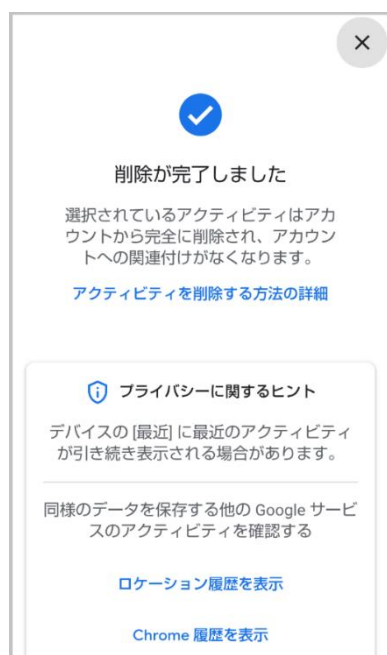 削除が完了しました
選択されているアクティビティはアカ
ウントから完全に削除され、アカウン
トへの関連付けがなくなります。
アクティビティを削除する方法の詳細
プライバシーに関するヒント
デバイスの [最近] に最近のアクティビティ
が引き続き表示される場合があります。
同様のデータを保存する他の Google サービ
スのアクティビティを確認する
ロケーション履歴を表示
Chrome 履歴を表示